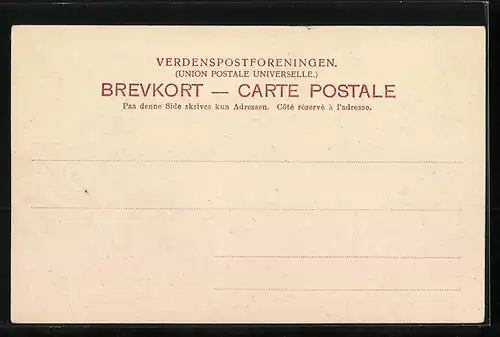 VERDENSPOSTFORENINGEN.
(UNION POSTALE UNIVERSELLE.)
BREVKORT — CARTE POSTALE
Paa denne Side skrives kun Adressen. Côté réservé à l'adresse.